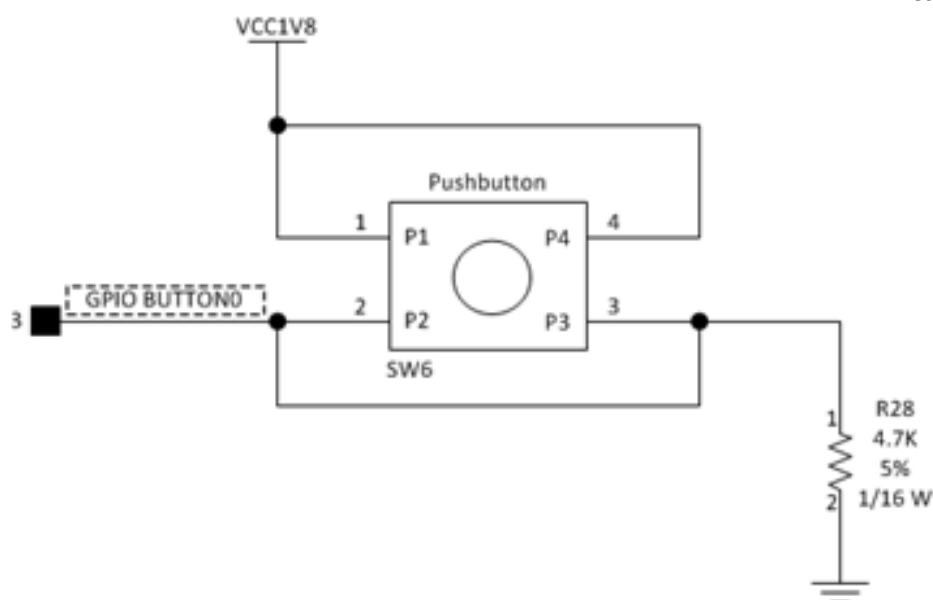 VCC1V8
Pushbutton
1 P1 P4 4
GPIO BUTTON0
3 2 P2 P3 3
SW6
1 R28
4.7K
5%
2 1/16 W